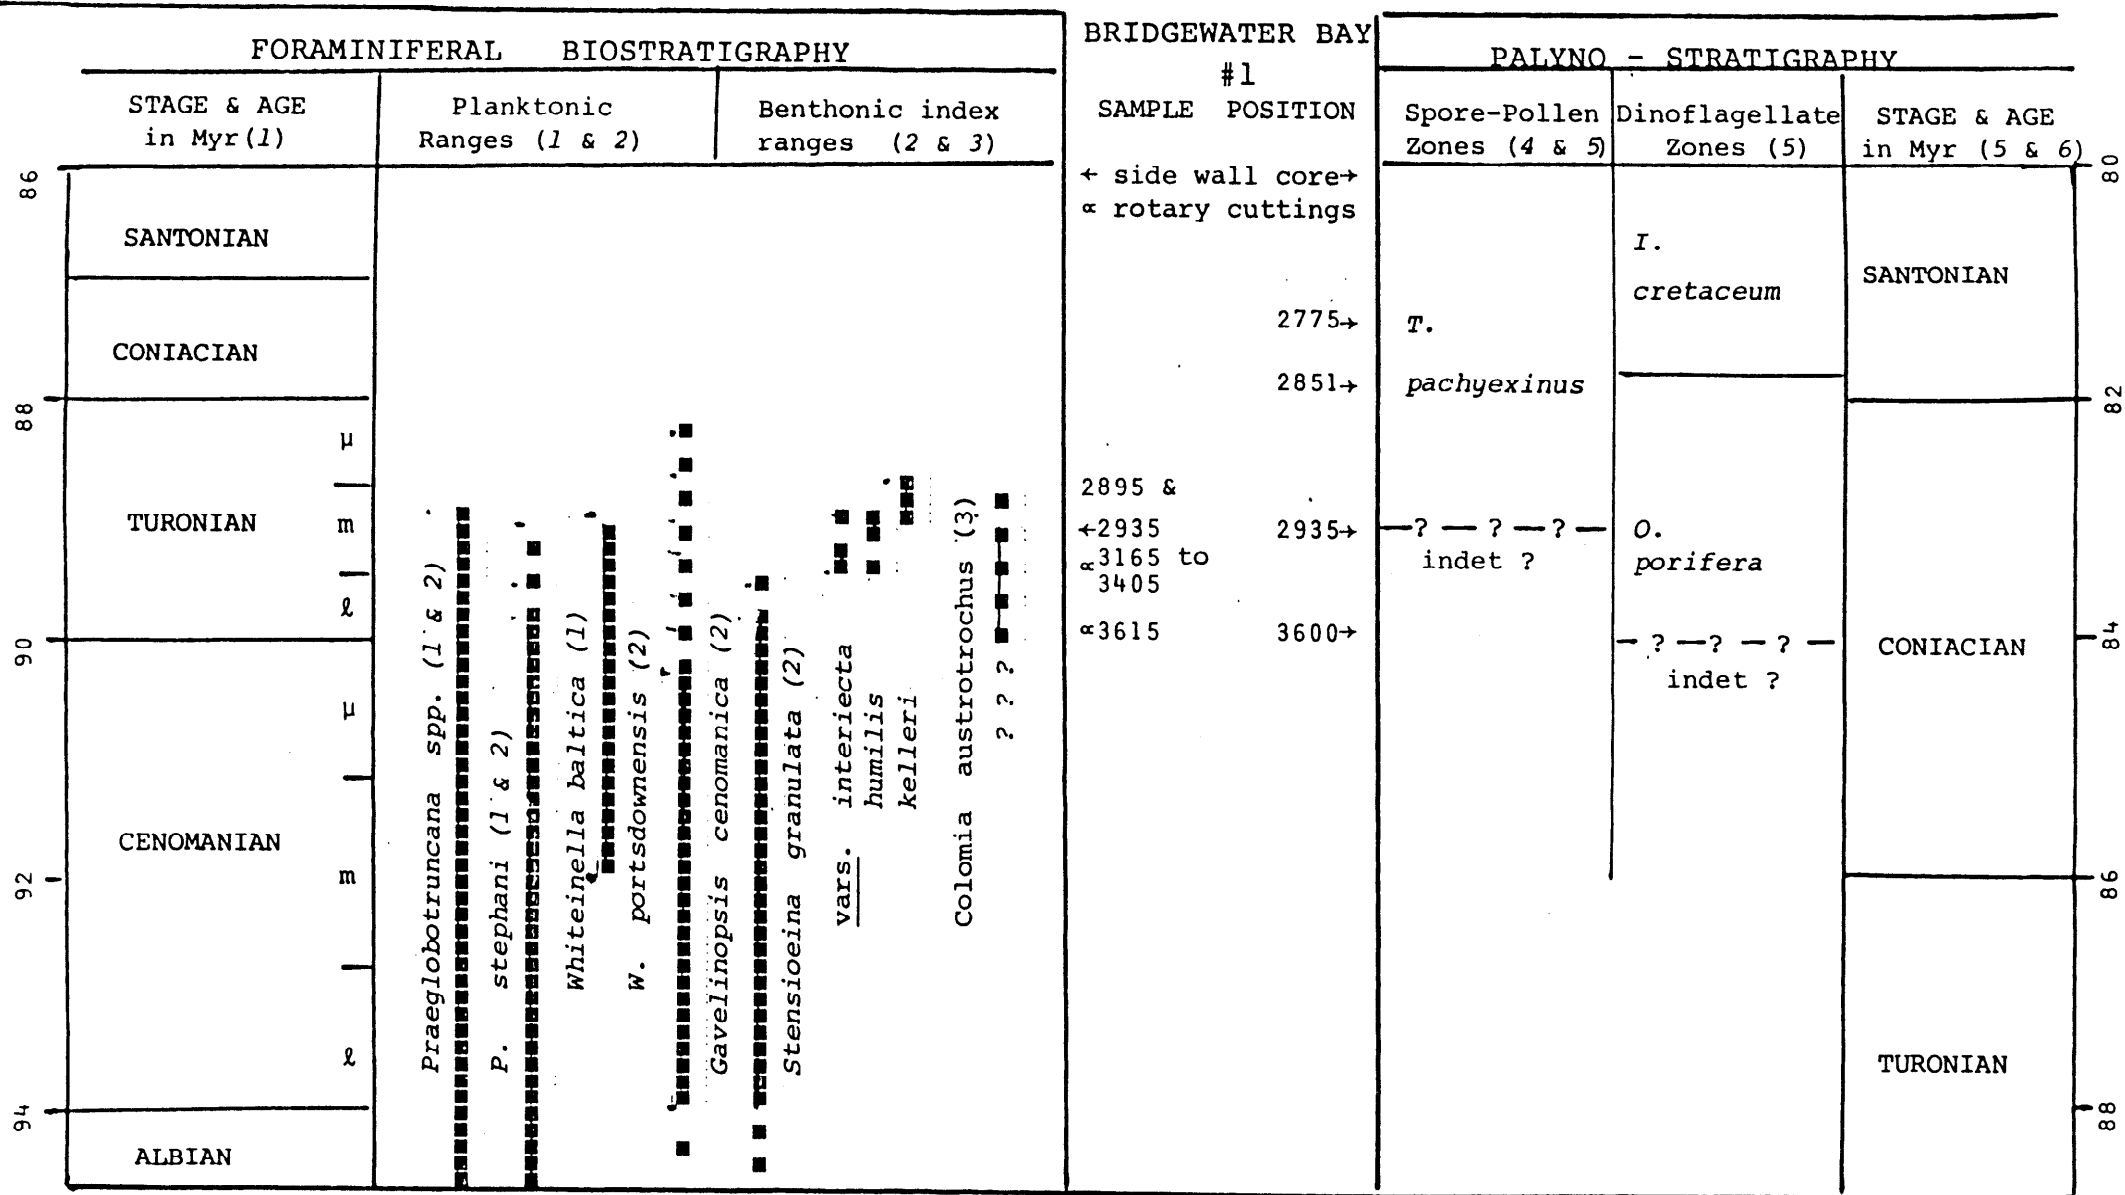 FORAMINIFERAL BIOSTRATIGRAPHY
BRIDGEWATER BAY
#1
PALYNO - STRATIGRAPHY
STAGE & AGE
in Myr (1)
Planktonic
Ranges (1 & 2)
Benthonic index
ranges (2 & 3)
SAMPLE POSITION
Spore-Pollen
Zones (4 & 5)
Dinoflagellate
Zones (5)
STAGE & AGE
in Myr (5 & 6)
← side wall core→
∝ rotary cuttings
86
SANTONIAN
CONIACIAN
88
μ
TURONIAN
m
ℓ
90
μ
CENOMANIAN
92
m
ℓ
94
ALBIAN
Praeglobotruncana spp. (1 & 2)
P. stephani (1 & 2)
Whiteinella baltica (1)
W. portsdownensis (2)
Gavelinopsis cenomanica (2)
Stensioeina granulata (2)
vars. interiecta
humilis
kelleri
Colomia austrotrochus (3)
? ? ?
2775→
2851→
2895 &
←2935
2935→
∝3165 to
3405
∝3615
3600→
T.
pachyexinus
—? — ? — ? —
indet ?
I.
cretaceum
O.
porifera
— ? —? — ? —
indet ?
80
SANTONIAN
82
84
CONIACIAN
86
TURONIAN
88